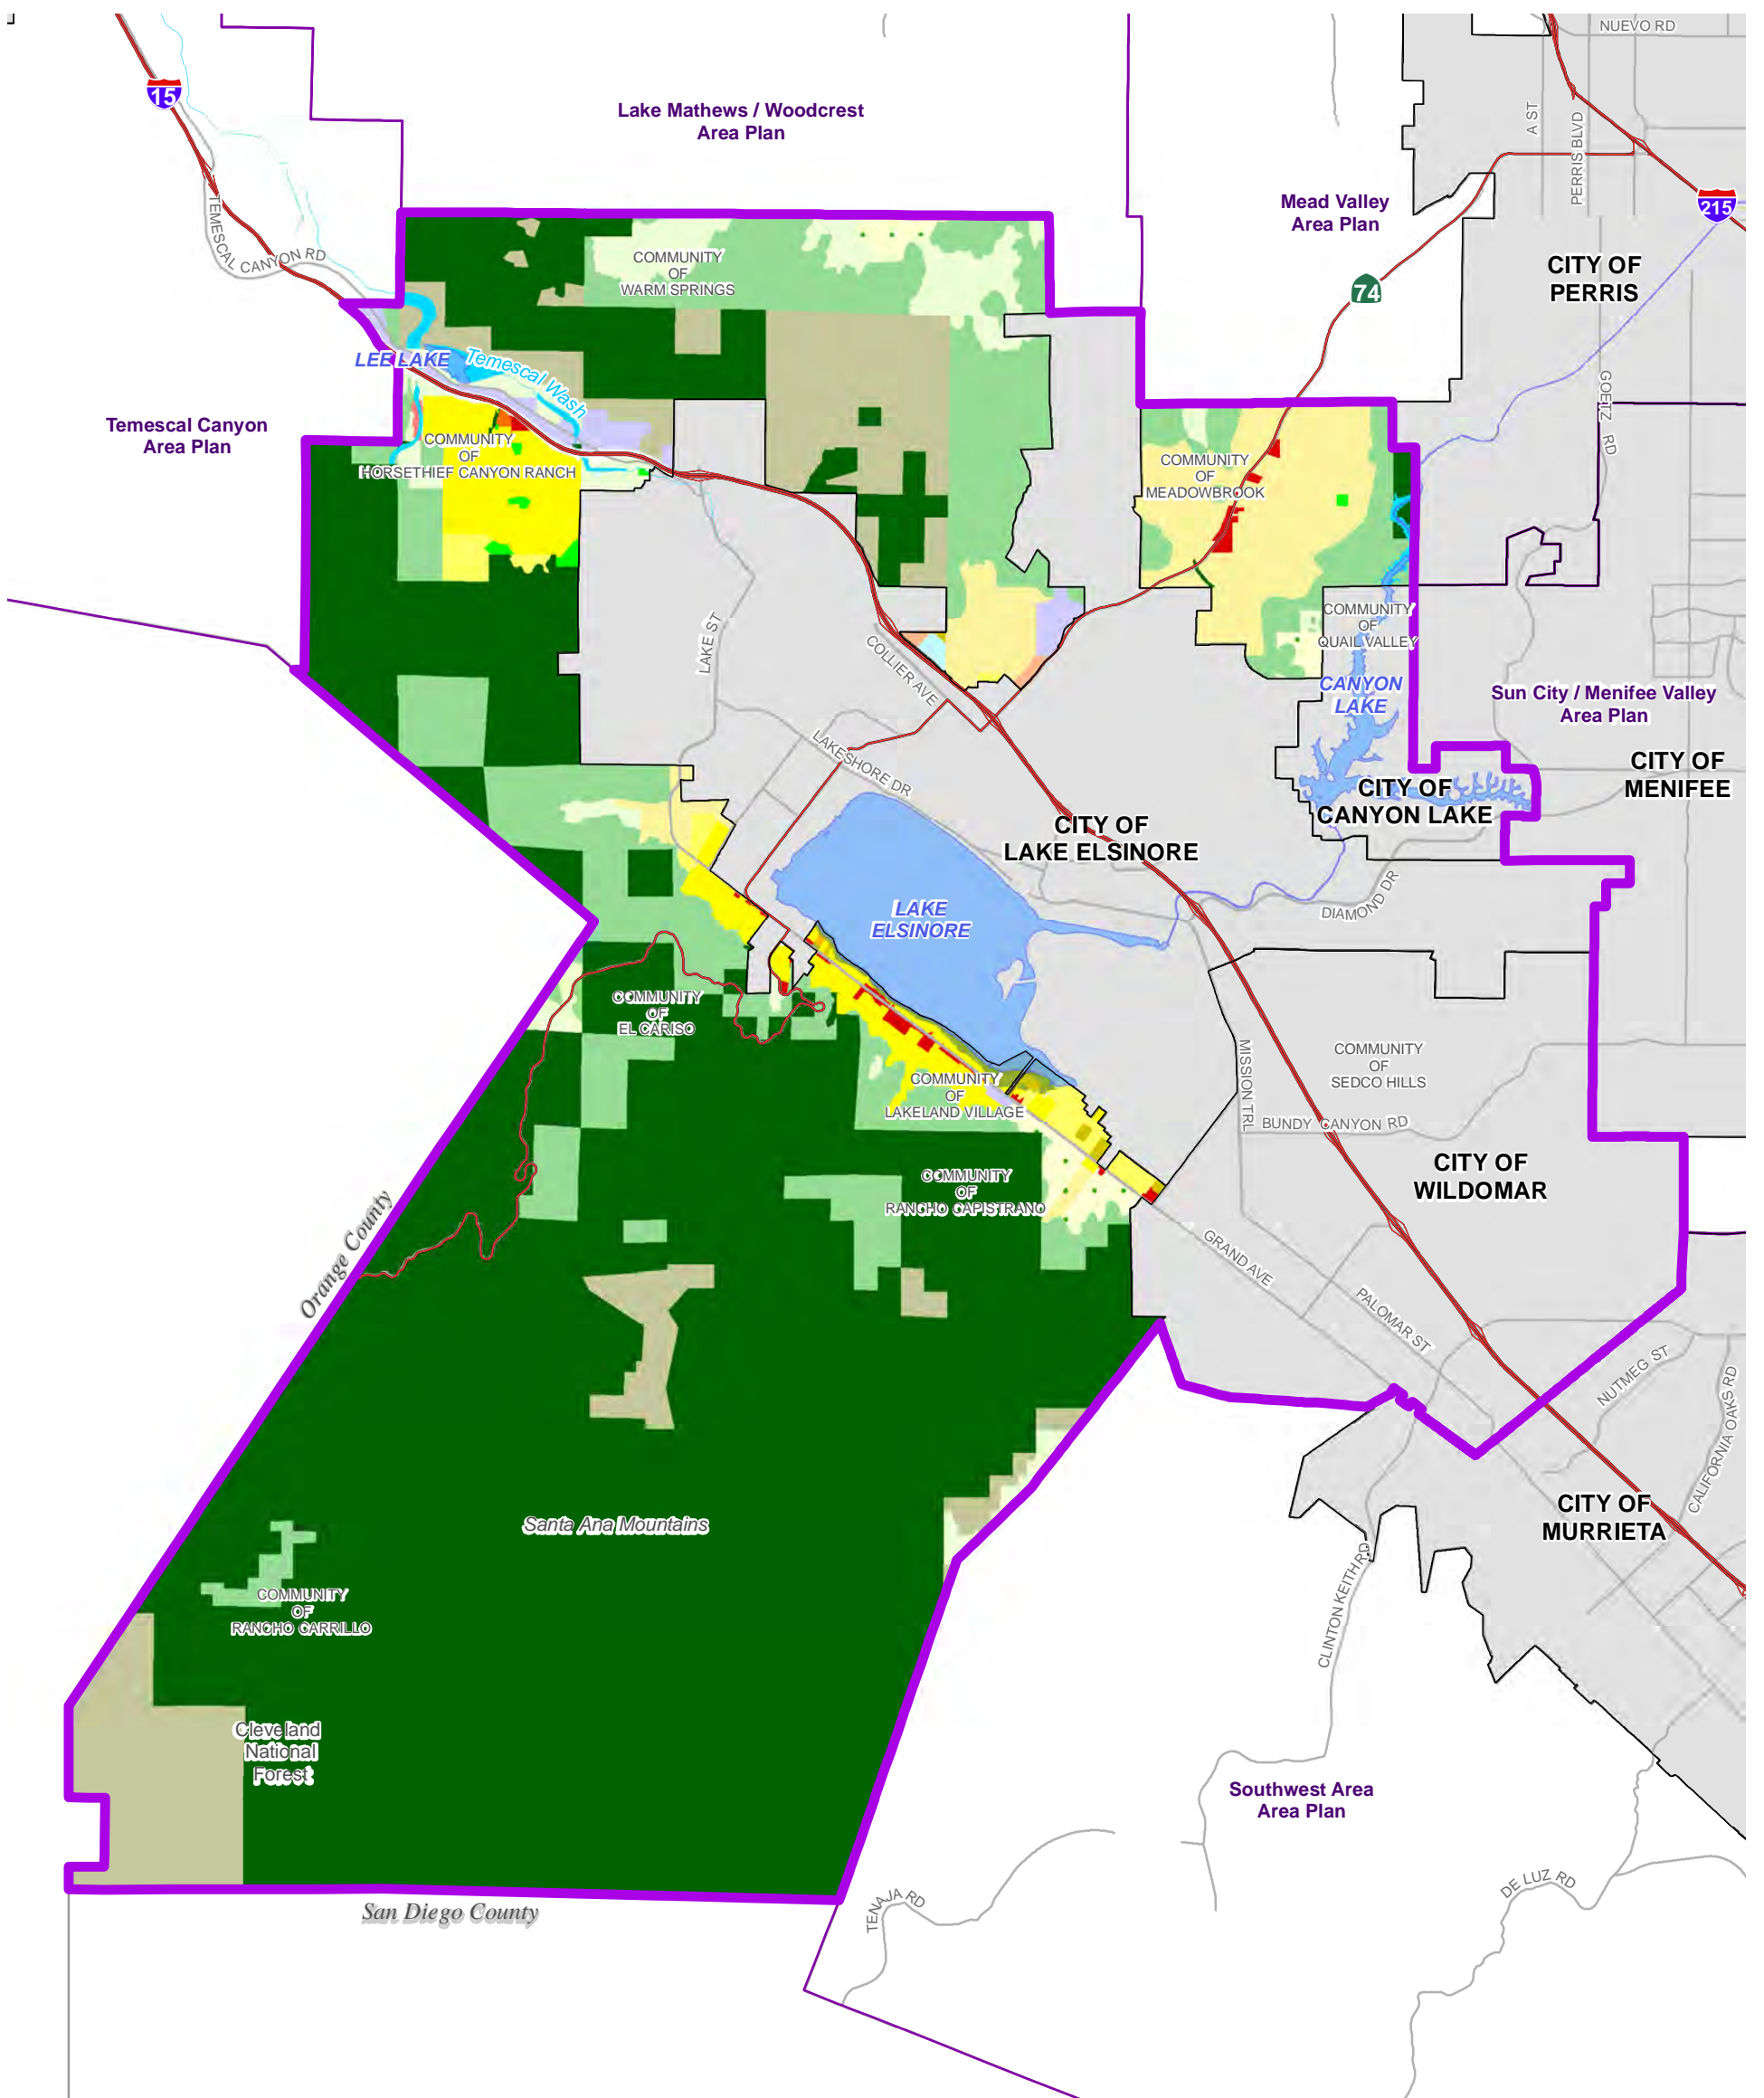 NUEVO RD
15
Lake Mathews / Woodcrest
Area Plan
A ST
PERRIS BLVD
Mead Valley
Area Plan
215
TEMESCAL CANYON RD
COMMUNITY
OF
WARM SPRINGS
CITY OF
PERRIS
74
LEE LAKE
Temescal Wash
GOETZ RD
Temescal Canyon
Area Plan
COMMUNITY
OF
HORSETHIEF CANYON RANCH
COMMUNITY
OF
MEADOWBROOK
LAKE ST
COLLIER AVE
COMMUNITY
OF
QUAIL VALLEY
CANYON
LAKE
Sun City / Menifee Valley
Area Plan
LAKESHORE DR
CITY OF
MENIFEE
CITY OF
CANYON LAKE
CITY OF
LAKE ELSINORE
LAKE
ELSINORE
DIAMOND DR
COMMUNITY
OF
EL CARISO
MISSION TRL
COMMUNITY
OF
SEDCO HILLS
COMMUNITY
OF
LAKELAND VILLAGE
BUNDY CANYON RD
CITY OF
WILDOMAR
COMMUNITY
OF
RANCHO CAPISTRANO
Orange County
GRAND AVE
PALOMAR ST
NUTMEG ST
CALIFORNIA OAKS RD
CITY OF
MURRIETA
Santa Ana Mountains
CLINTON KEITH RD
COMMUNITY
OF
RANCHO CARRILLO
Cleveland
National
Forest
Southwest Area
Area Plan
TENAJA RD
DE LUZ RD
San Diego County